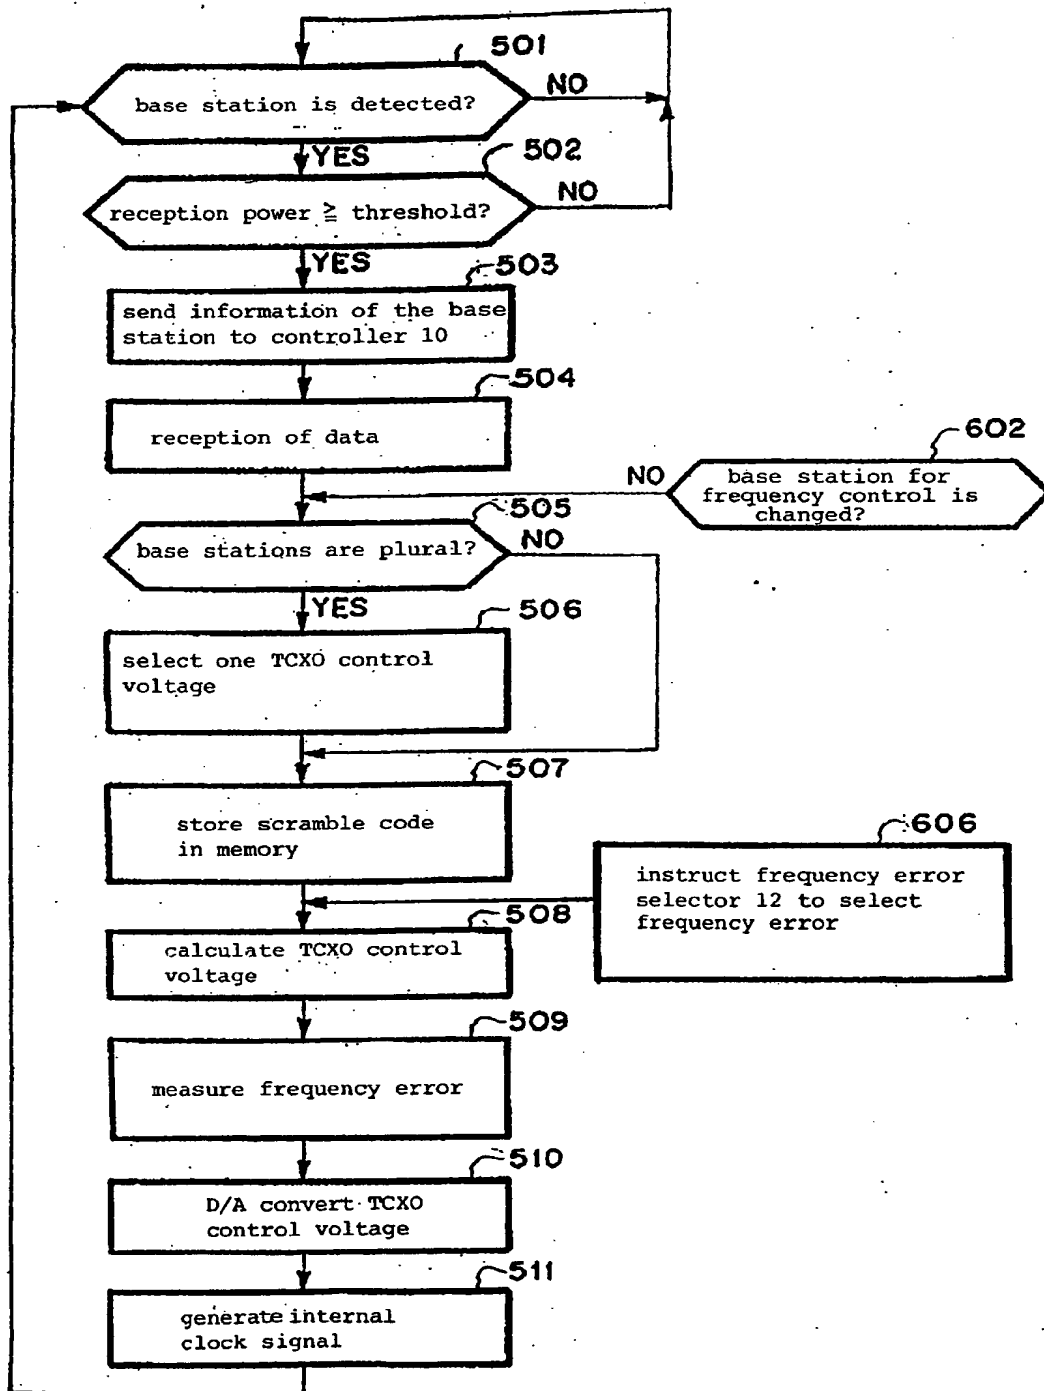 501
base station is detected?
NO
YES
502
reception power ≧ threshold?
NO
YES
503
send information of the base
station to controller 10
504
reception of data
602
base station for
frequency control is
changed?
NO
505
base stations are plural?
NO
YES
506
select one TCXO control
voltage
507
store scramble code
in memory
606
instruct frequency error
selector 12 to select
frequency error
508
calculate TCXO control
voltage
509
measure frequency error
510
D/A convert TCXO
control voltage
511
generate internal
clock signal